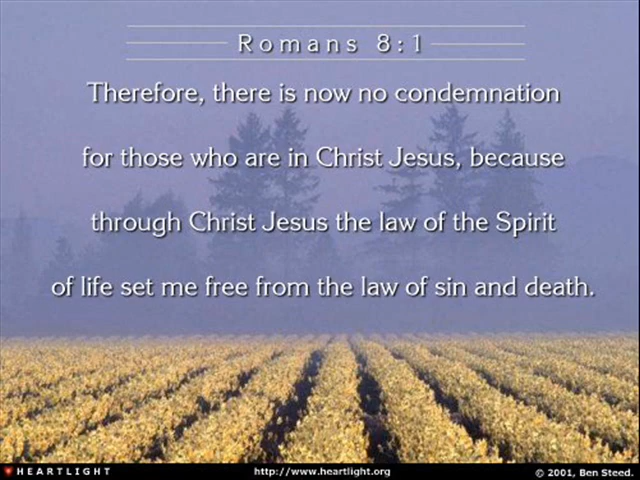 Romans 8:1
Therefore, there is now no condemnation
for those who are in Christ Jesus, because
through Christ Jesus the law of the Spirit
of life set me free from the law of sin and death.
HEARTLIGHT http://www.heartlight.org © 2001, Ben Steed.